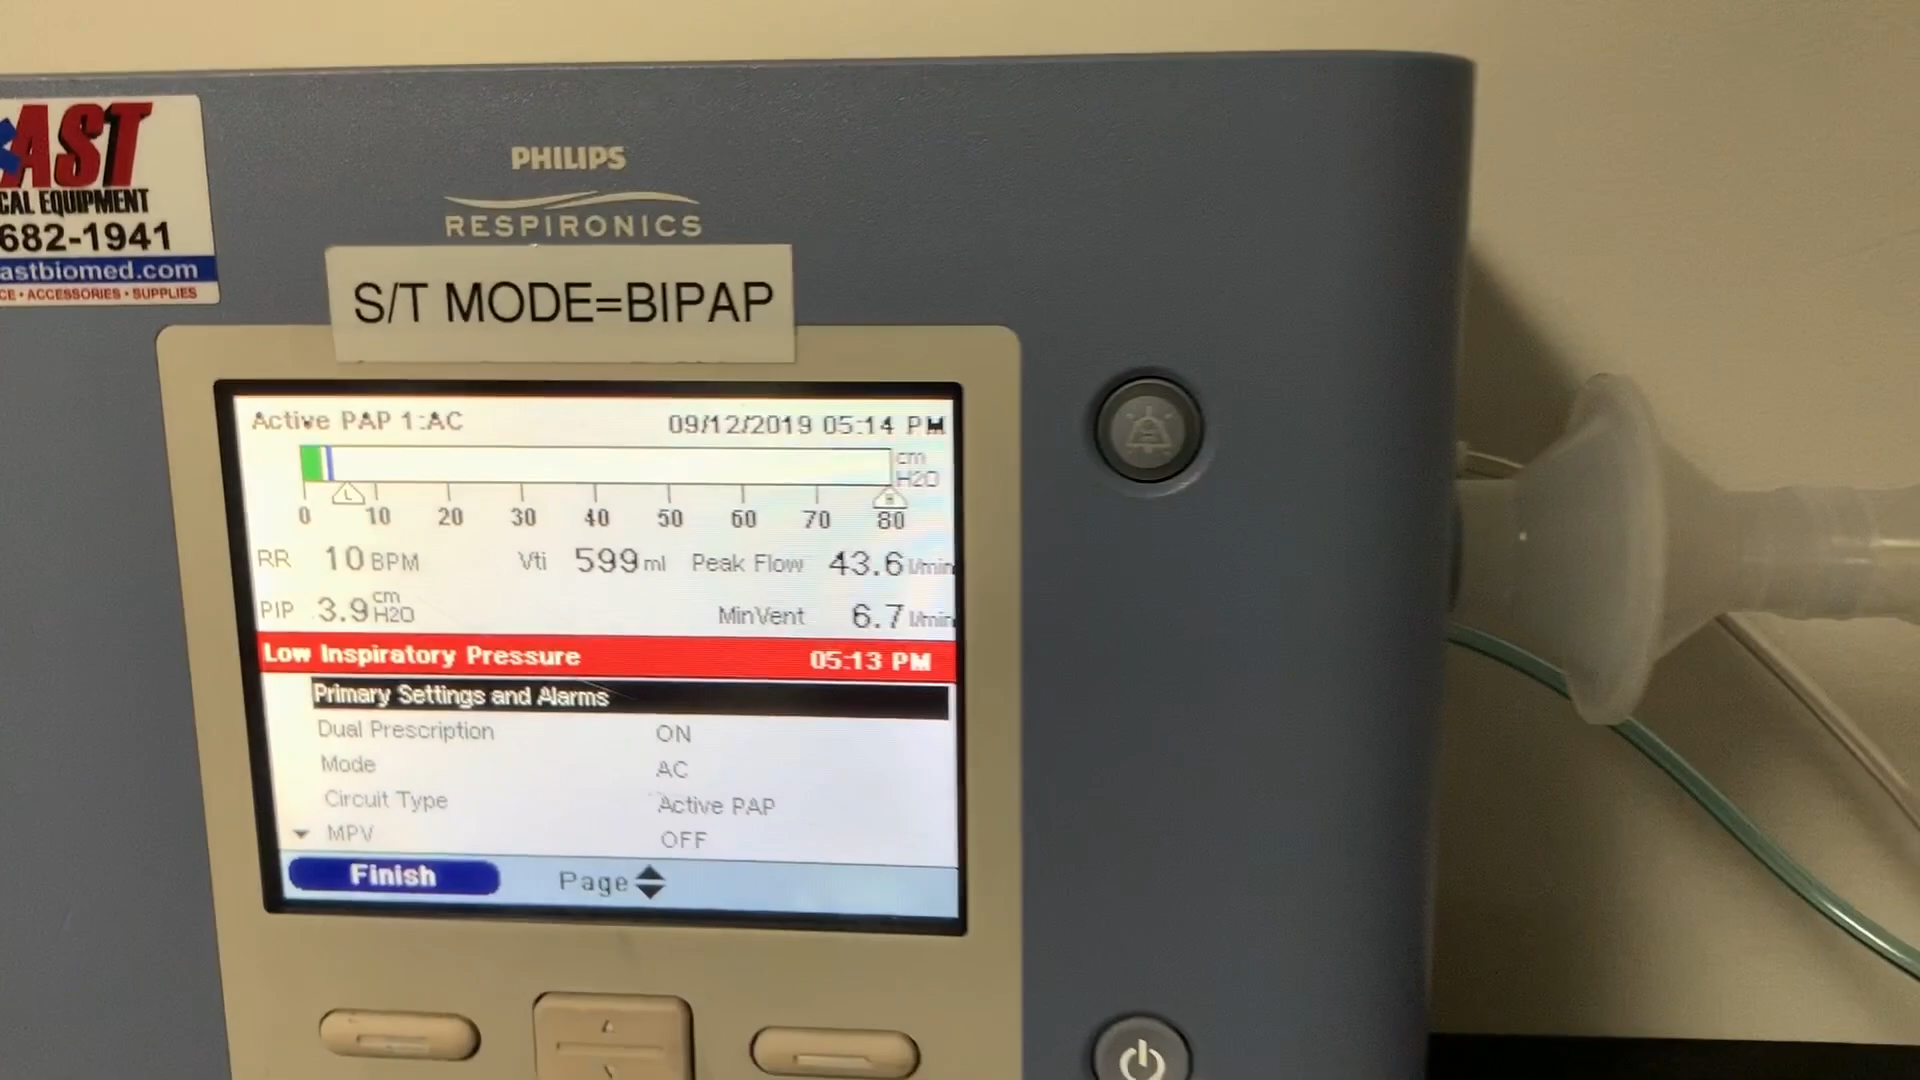 AST
CAL EQUIPMENT
682-1941
astbiomed.com
CE • ACCESSORIES • SUPPLIES
PHILIPS
RESPIRONICS
S/T MODE=BIPAP
Active PAP 1:AC 09/12/2019 05:14 PM
cm
H2O
L H
0 10 20 30 40 50 60 70 80
RR 10 BPM Vti 599 ml Peak Flow 43.6 l/min
PIP 3.9 cm H2O MinVent 6.7 l/min
Low Inspiratory Pressure 05:13 PM
Primary Settings and Alarms
Dual Prescription ON
Mode AC
Circuit Type Active PAP
MPV OFF
Finish Page